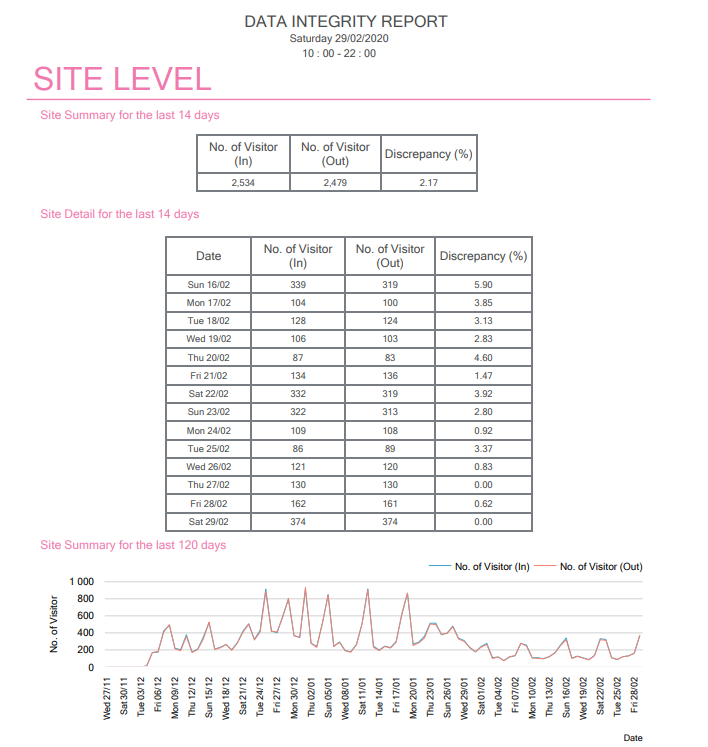 DATA INTEGRITY REPORT
Saturday 29/02/2020
10 : 00 - 22 : 00
SITE LEVEL
Site Summary for the last 14 days
No. of Visitor (In) No. of Visitor (Out) Discrepancy (%)
2,534 2,479 2.17
Site Detail for the last 14 days
Date No. of Visitor (In) No. of Visitor (Out) Discrepancy (%)
Sun 16/02 339 319 5.90
Mon 17/02 104 100 3.85
Tue 18/02 128 124 3.13
Wed 19/02 106 103 2.83
Thu 20/02 87 83 4.60
Fri 21/02 134 136 1.47
Sat 22/02 332 319 3.92
Sun 23/02 322 313 2.80
Mon 24/02 109 108 0.92
Tue 25/02 86 89 3.37
Wed 26/02 121 120 0.83
Thu 27/02 130 130 0.00
Fri 28/02 162 161 0.62
Sat 29/02 374 374 0.00
Site Summary for the last 120 days
No. of Visitor (In) No. of Visitor (Out)
No. of Visitor
1 000
800
600
400
200
0
Wed 27/11
Sat 30/11
Tue 03/12
Fri 06/12
Mon 09/12
Thu 12/12
Sun 15/12
Wed 18/12
Sat 21/12
Tue 24/12
Fri 27/12
Mon 30/12
Thu 02/01
Sun 05/01
Wed 08/01
Sat 11/01
Tue 14/01
Fri 17/01
Mon 20/01
Thu 23/01
Sun 26/01
Wed 29/01
Sat 01/02
Tue 04/02
Fri 07/02
Mon 10/02
Thu 13/02
Sun 16/02
Wed 19/02
Sat 22/02
Tue 25/02
Fri 28/02
Date